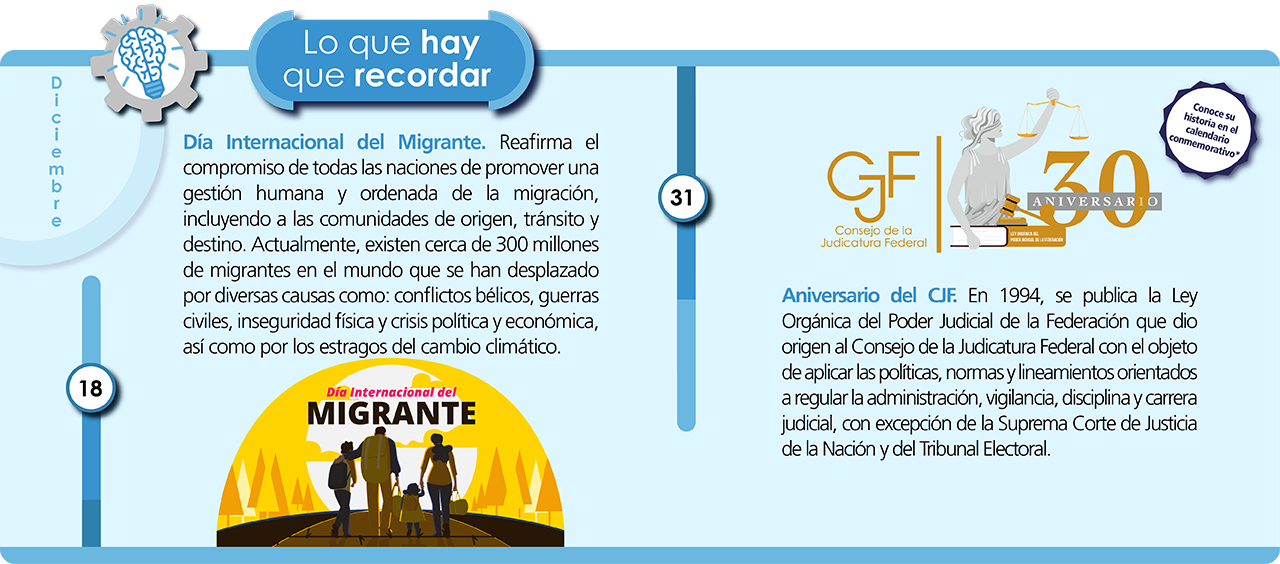 Lo que hay
que recordar
Diciembre
Día Internacional del Migrante. Reafirma el
compromiso de todas las naciones de promover una
gestión humana y ordenada de la migración,
incluyendo a las comunidades de origen, tránsito y
destino. Actualmente, existen cerca de 300 millones
de migrantes en el mundo que se han desplazado
por diversas causas como: conflictos bélicos, guerras
civiles, inseguridad física y crisis política y económica,
así como por los estragos del cambio climático.
18
Día Internacional del
MIGRANTE
31
CJF
Consejo de la
Judicatura Federal
30
ANIVERSARIO
LEY ORGÁNICA DEL
PODER JUDICIAL DE LA FEDERACIÓN
Conoce su
historia en el
calendario
conmemorativo*
Aniversario del CJF. En 1994, se publica la Ley
Orgánica del Poder Judicial de la Federación que dio
origen al Consejo de la Judicatura Federal con el objeto
de aplicar las políticas, normas y lineamientos orientados
a regular la administración, vigilancia, disciplina y carrera
judicial, con excepción de la Suprema Corte de Justicia
de la Nación y del Tribunal Electoral.